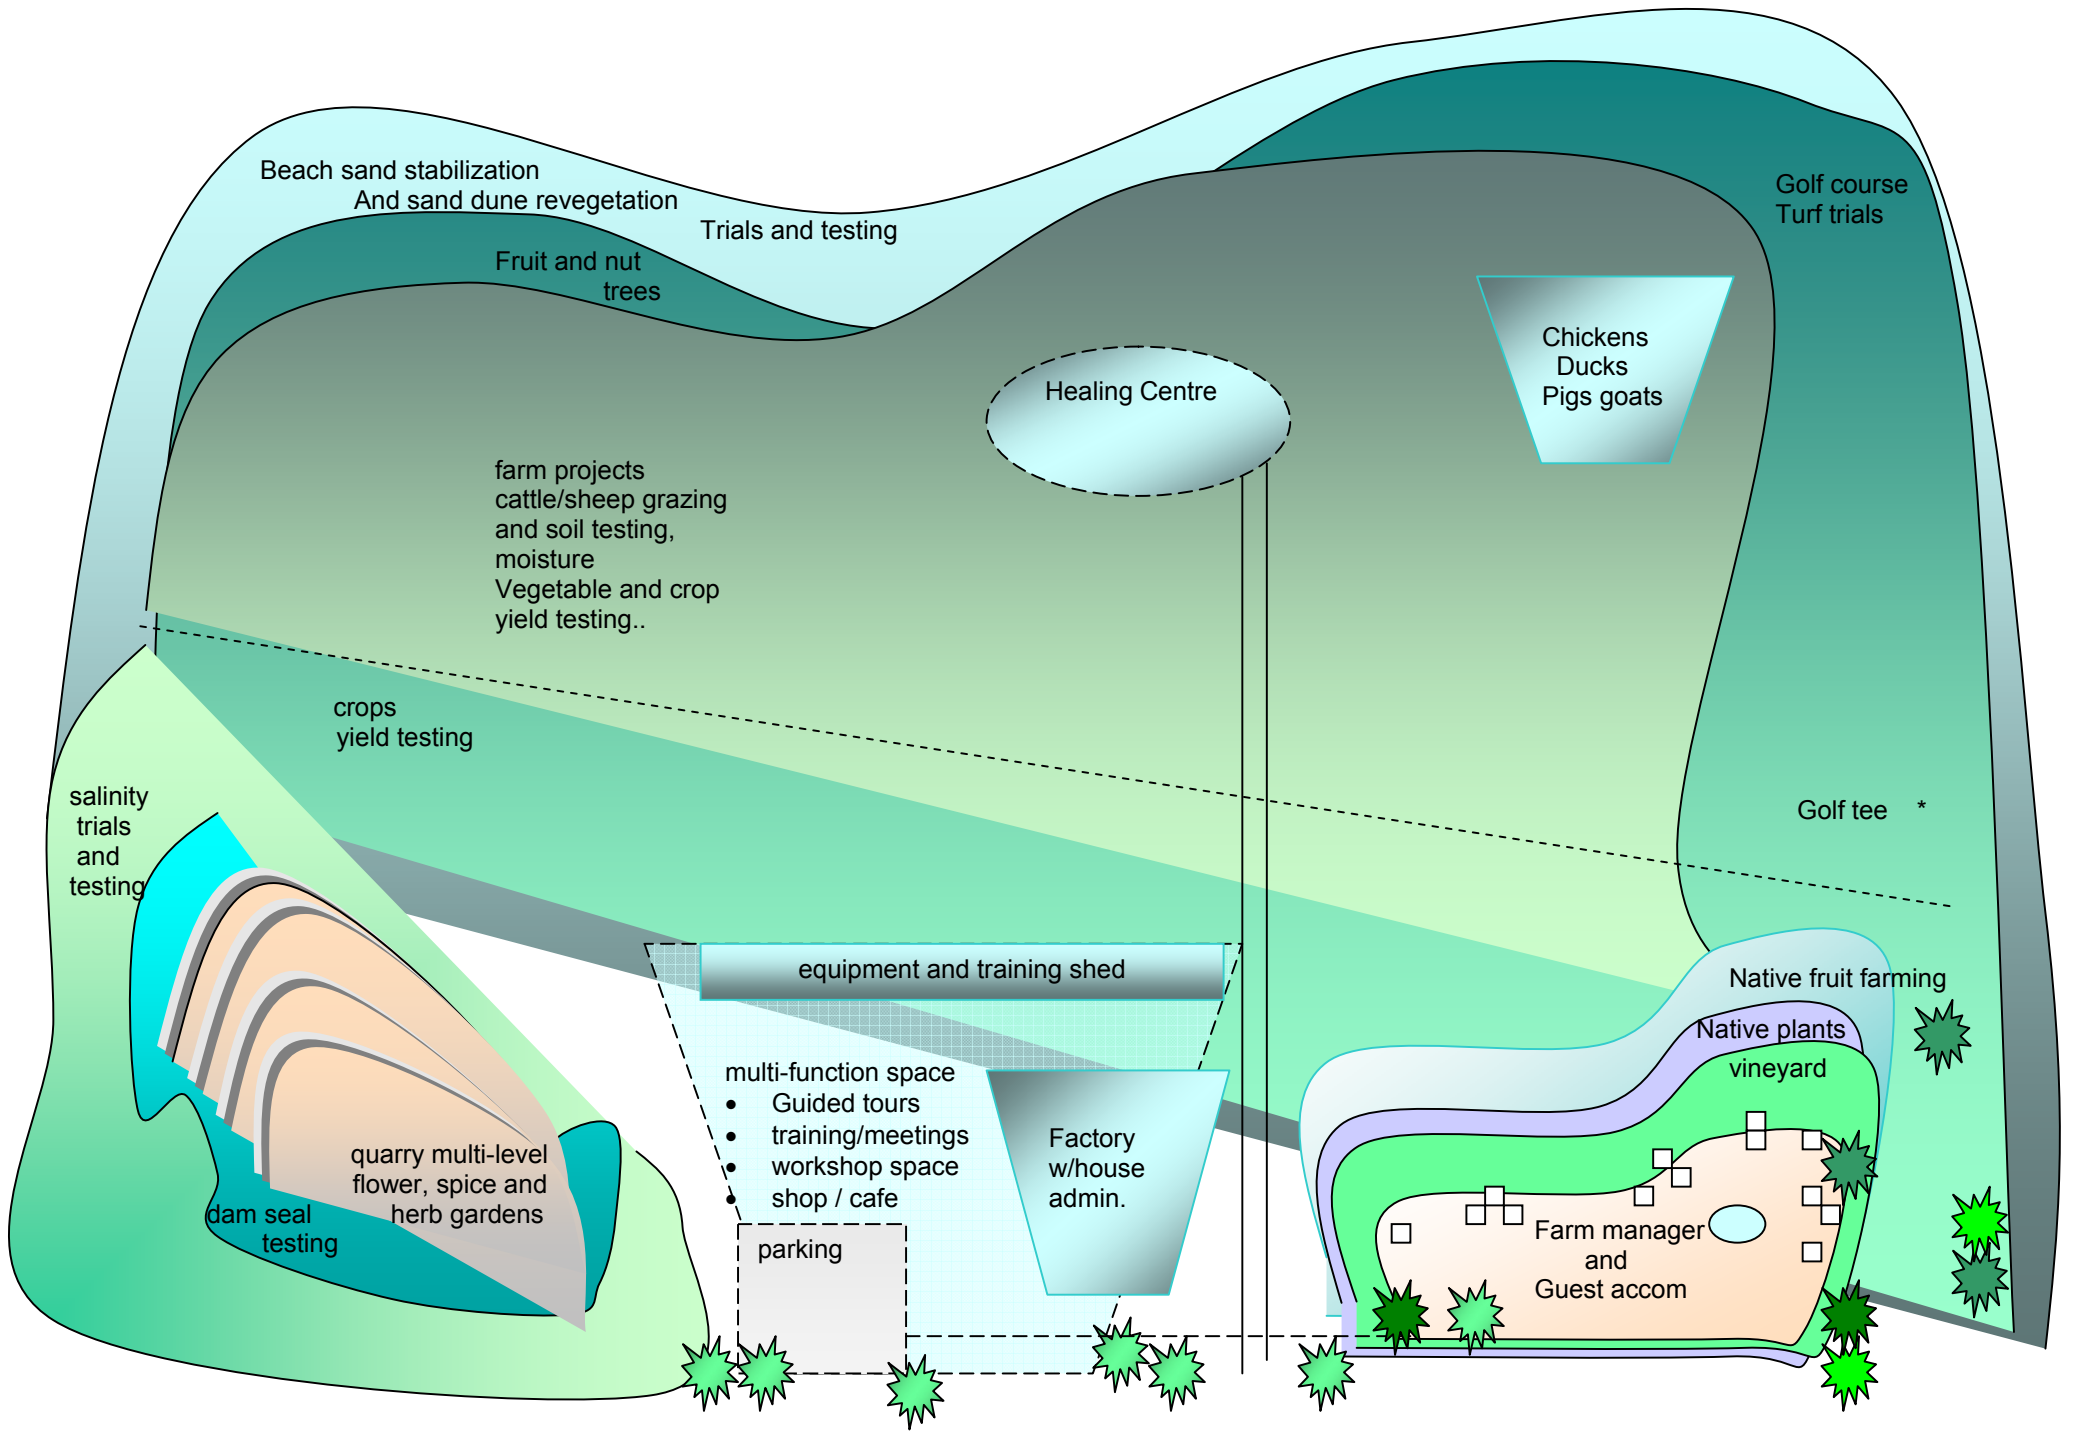 Beach sand stabilization
And sand dune revegetation
Trials and testing
Golf course
Turf trials
Fruit and nut
trees
Chickens
Ducks
Pigs goats
Healing Centre
farm projects
cattle/sheep grazing
and soil testing,
moisture
Vegetable and crop
yield testing..
crops
yield testing
salinity
trials
and
testing
Golf tee *
equipment and training shed
Native fruit farming
Native plants
vineyard
multi-function space
• Guided tours
• training/meetings
• workshop space
• shop / cafe
Factory
w/house
admin.
quarry multi-level
flower, spice and
herb gardens
dam seal
testing
parking
Farm manager
and
Guest accom